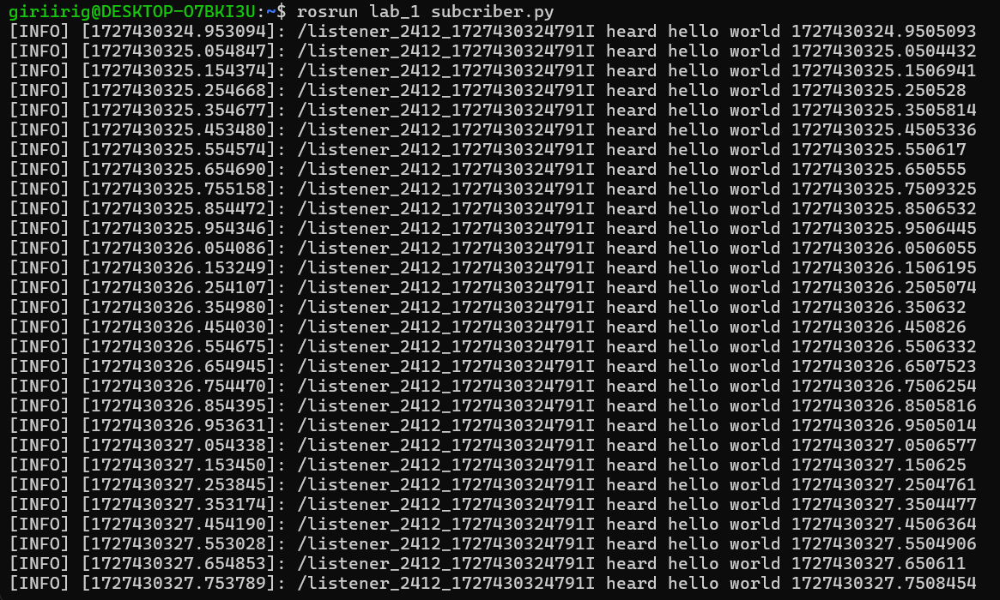 giriirig@DESKTOP-O7BKI3U:~$ rosrun lab_1 subcriber.py
[INFO] [1727430324.953094]: /listener_2412_1727430324791I heard hello world 1727430324.9505093
[INFO] [1727430325.054847]: /listener_2412_1727430324791I heard hello world 1727430325.0504432
[INFO] [1727430325.154374]: /listener_2412_1727430324791I heard hello world 1727430325.1506941
[INFO] [1727430325.254668]: /listener_2412_1727430324791I heard hello world 1727430325.250528
[INFO] [1727430325.354677]: /listener_2412_1727430324791I heard hello world 1727430325.3505814
[INFO] [1727430325.453480]: /listener_2412_1727430324791I heard hello world 1727430325.4505336
[INFO] [1727430325.554574]: /listener_2412_1727430324791I heard hello world 1727430325.550617
[INFO] [1727430325.654690]: /listener_2412_1727430324791I heard hello world 1727430325.650555
[INFO] [1727430325.755158]: /listener_2412_1727430324791I heard hello world 1727430325.7509325
[INFO] [1727430325.854472]: /listener_2412_1727430324791I heard hello world 1727430325.8506532
[INFO] [1727430325.954346]: /listener_2412_1727430324791I heard hello world 1727430325.9506445
[INFO] [1727430326.054086]: /listener_2412_1727430324791I heard hello world 1727430326.0506055
[INFO] [1727430326.153249]: /listener_2412_1727430324791I heard hello world 1727430326.1506195
[INFO] [1727430326.254107]: /listener_2412_1727430324791I heard hello world 1727430326.2505074
[INFO] [1727430326.354980]: /listener_2412_1727430324791I heard hello world 1727430326.350632
[INFO] [1727430326.454030]: /listener_2412_1727430324791I heard hello world 1727430326.450826
[INFO] [1727430326.554675]: /listener_2412_1727430324791I heard hello world 1727430326.5506332
[INFO] [1727430326.654945]: /listener_2412_1727430324791I heard hello world 1727430326.6507523
[INFO] [1727430326.754470]: /listener_2412_1727430324791I heard hello world 1727430326.7506254
[INFO] [1727430326.854395]: /listener_2412_1727430324791I heard hello world 1727430326.8505816
[INFO] [1727430326.953631]: /listener_2412_1727430324791I heard hello world 1727430326.9505014
[INFO] [1727430327.054338]: /listener_2412_1727430324791I heard hello world 1727430327.0506577
[INFO] [1727430327.153450]: /listener_2412_1727430324791I heard hello world 1727430327.150625
[INFO] [1727430327.253845]: /listener_2412_1727430324791I heard hello world 1727430327.2504761
[INFO] [1727430327.353174]: /listener_2412_1727430324791I heard hello world 1727430327.3504477
[INFO] [1727430327.454190]: /listener_2412_1727430324791I heard hello world 1727430327.4506364
[INFO] [1727430327.553028]: /listener_2412_1727430324791I heard hello world 1727430327.5504906
[INFO] [1727430327.654853]: /listener_2412_1727430324791I heard hello world 1727430327.650611
[INFO] [1727430327.753789]: /listener_2412_1727430324791I heard hello world 1727430327.7508454